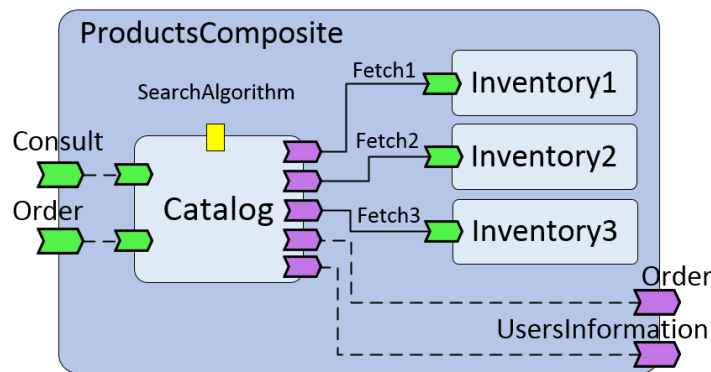 ProductsComposite
Fetch1
Inventory1
SearchAlgorithm
Consult
Fetch2
Inventory2
Order
Catalog
Fetch3
Inventory3
Order
UsersInformation